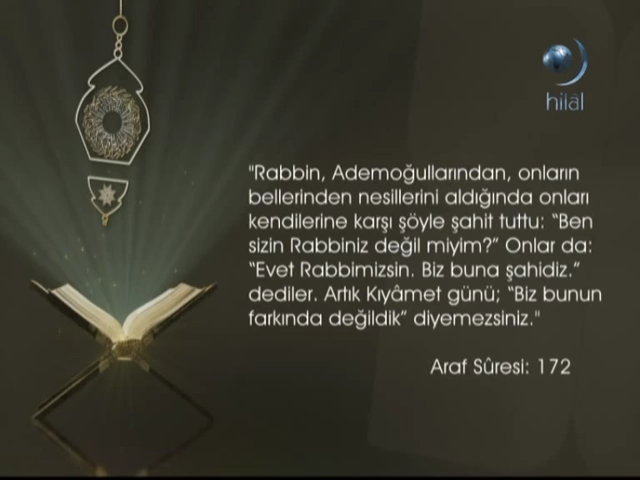 hilâl
"Rabbin, Ademoğullarından, onların
bellerinden nesillerini aldığında onları
kendilerine karşı şöyle şahit tuttu: “Ben
sizin Rabbiniz değil miyim?” Onlar da:
“Evet Rabbimizsin. Biz buna şahidiz.”
dediler. Artık Kıyâmet günü; “Biz bunun
farkında değildik” diyemezsiniz."
Araf Sûresi: 172